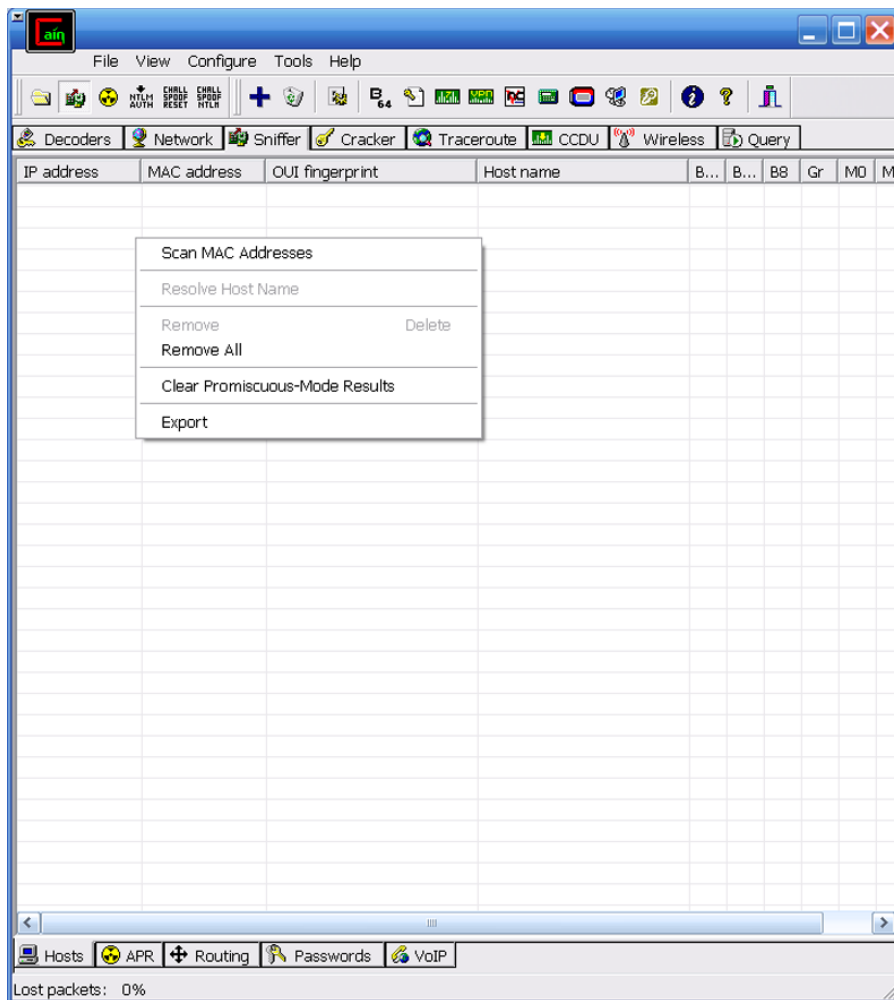 Caín
File View Configure Tools Help
NTLM AUTH CHALL SPOOF RESET CHALL SPOOF NTLM B64
Decoders Network Sniffer Cracker Traceroute CCDU Wireless Query
IP address MAC address OUI fingerprint Host name B... B... B8 Gr M0 M
Scan MAC Addresses
Resolve Host Name
Remove Delete
Remove All
Clear Promiscuous-Mode Results
Export
Hosts APR Routing Passwords VoIP
Lost packets: 0%